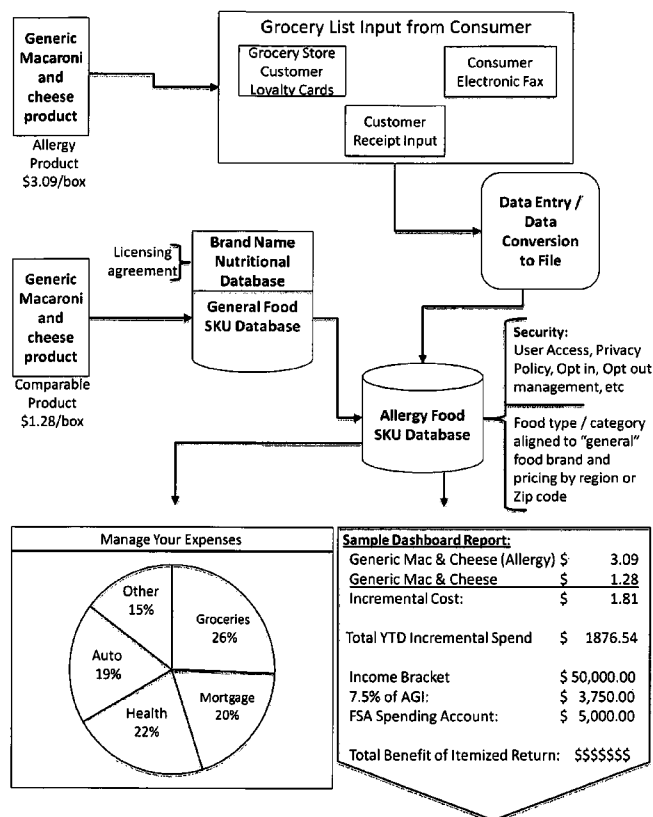 Grocery List Input from Consumer
Generic
Macaroni
and
cheese
product
Allergy
Product
$3.09/box
Grocery Store
Customer
Loyalty Cards
Consumer
Electronic Fax
Customer
Receipt Input
Data Entry /
Data
Conversion
to File
Licensing
agreement
Brand Name
Nutritional
Database
General Food
SKU Database
Generic
Macaroni
and
cheese
product
Comparable
Product
$1.28/box
Allergy Food
SKU Database
Security:
User Access, Privacy
Policy, Opt in, Opt out
management, etc
Food type / category
aligned to "general"
food brand and
pricing by region or
Zip code
Manage Your Expenses
Other
15%
Groceries
26%
Auto
19%
Mortgage
20%
Health
22%
Sample Dashboard Report:
Generic Mac & Cheese (Allergy) $ 3.09
Generic Mac & Cheese $ 1.28
Incremental Cost: $ 1.81
Total YTD Incremental Spend $ 1876.54
Income Bracket $ 50,000.00
7.5% of AGI: $ 3,750.00
FSA Spending Account: $ 5,000.00
Total Benefit of Itemized Return: $$$$$$$